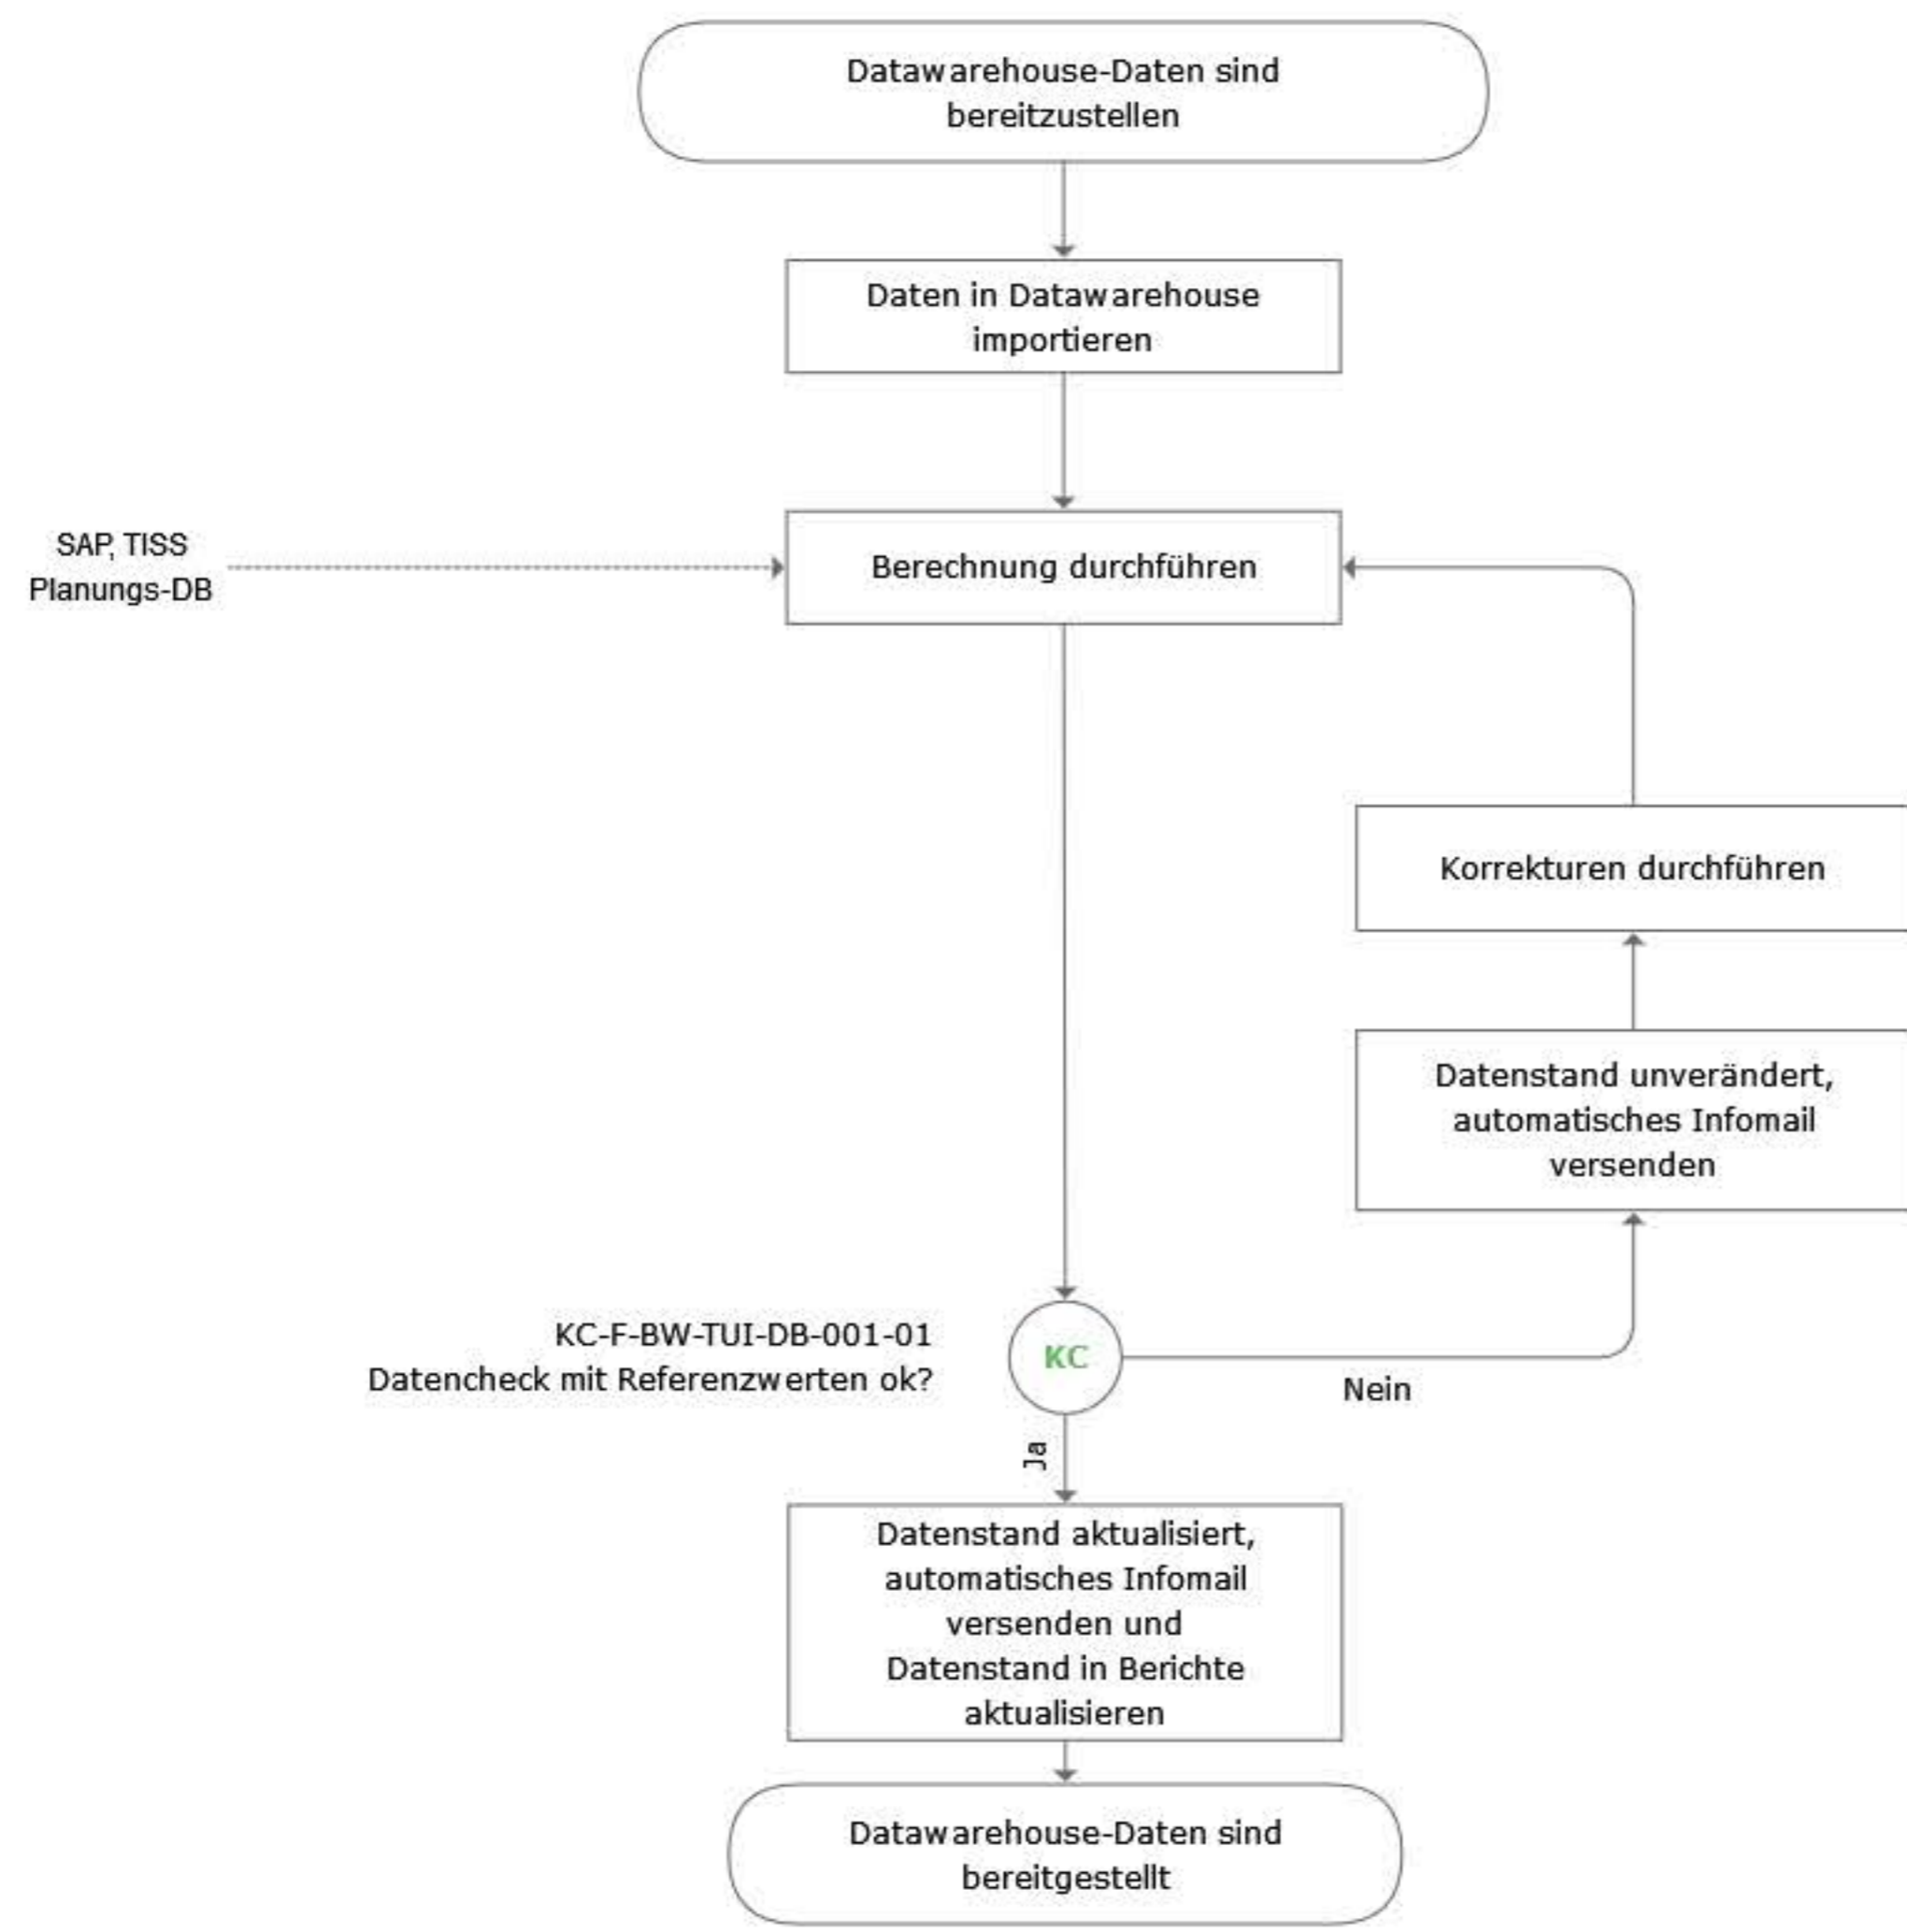 Datawarehouse-Daten sind
bereitzustellen
Daten in Datawarehouse
importieren
SAP, TISS
Planungs-DB
Berechnung durchführen
Korrekturen durchführen
Datenstand unverändert,
automatisches Infomail
versenden
KC-F-BW-TUI-DB-001-01
Datencheck mit Referenzwerten ok?
KC
Nein
Ja
Datenstand aktualisiert,
automatisches Infomail
versenden und
Datenstand in Berichte
aktualisieren
Datawarehouse-Daten sind
bereitgestellt